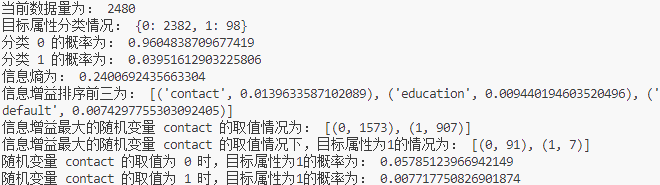 当前数据量为： 2480
目标属性分类情况： {0: 2382, 1: 98}
分类 0 的概率为： 0.9604838709677419
分类 1 的概率为： 0.03951612903225806
信息熵为： 0.2400692435663304
信息增益排序前三为： [('contact', 0.0139633587102089), ('education', 0.009440194603520496), ('
default', 0.0074297755303092405)]
信息增益最大的随机变量 contact 的取值情况为： [(0, 1573), (1, 907)]
信息增益最大的随机变量 contact 的取值情况下，目标属性为1的情况为： [(0, 91), (1, 7)]
随机变量 contact 的取值为 0 时，目标属性为1的概率为： 0.05785123966942149
随机变量 contact 的取值为 1 时，目标属性为1的概率为： 0.007717750826901874